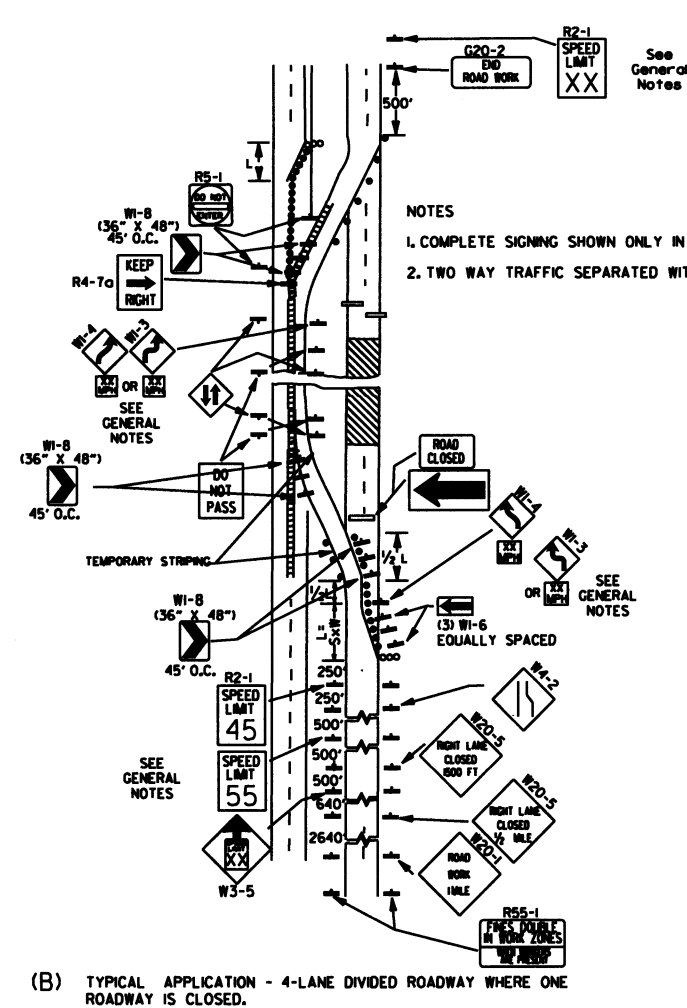 R2-1
SPEED
LIMIT
XX
See
General
Notes
G20-2
END
ROAD WORK
500'
L
R5-1
DO NOT
ENTER
W1-8
(36" X 48")
45' O.C.
KEEP
RIGHT
R4-7a
NOTES
1. COMPLETE SIGNING SHOWN ONLY IN
2. TWO WAY TRAFFIC SEPARATED WIT
W1-4
W1-3
XX
MPH
OR
XX
MPH
SEE
GENERAL
NOTES
W1-8
(36" X 48")
45' O.C.
DO
NOT
PASS
ROAD
CLOSED
W1-4
XX
MPH
W1-3
OR
XX
MPH
SEE
GENERAL
NOTES
½ L
TEMPORARY STRIPING
½L
L=
SxW
W1-8
(36" X 48")
45' O.C.
(3) W1-6
EQUALLY SPACED
250'
250'
500'
500'
500'
640'
2640'
R2-1
SPEED
LIMIT
45
SPEED
LIMIT
55
SEE
GENERAL
NOTES
XX
W3-5
W4-2
W20-5
RIGHT LANE
CLOSED
1500 FT
W20-5
RIGHT LANE
CLOSED
½ MILE
W20-1
ROAD
WORK
1 MILE
R55-1
FINES DOUBLE
IN WORK ZONES
WHEN WORKERS
ARE PRESENT
(B) TYPICAL APPLICATION - 4-LANE DIVIDED ROADWAY WHERE ONE
ROADWAY IS CLOSED.